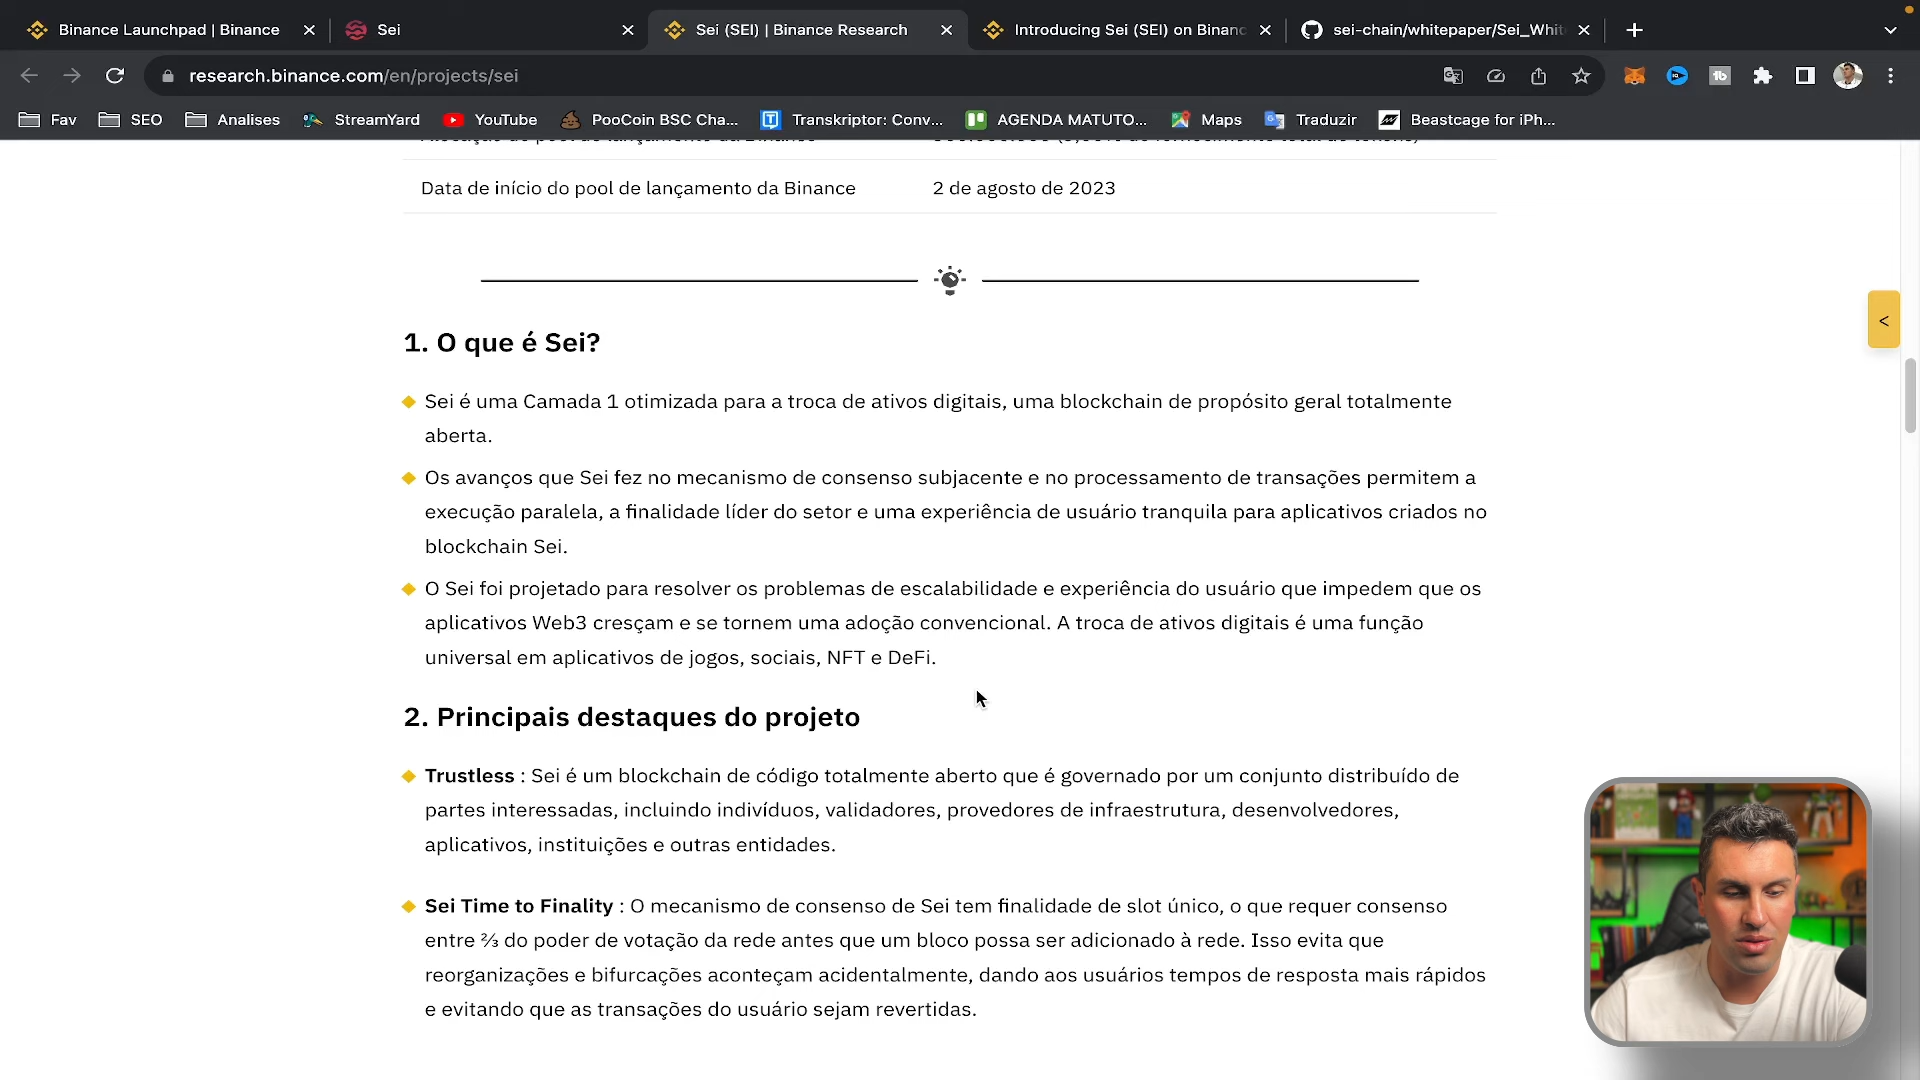 Binance Launchpad | Binance
Sei
Sei (SEI) | Binance Research
Introducing Sei (SEI) on Binanc
sei-chain/whitepaper/Sei_Whit
research.binance.com/en/projects/sei
Fav
SEO
Analises
StreamYard
YouTube
PooCoin BSC Cha...
Transkriptor: Conv...
AGENDA MATUTO...
Maps
Traduzir
Beastcage for iPh...
Data de início do pool de lançamento da Binance
2 de agosto de 2023
<
1. O que é Sei?
Sei é uma Camada 1 otimizada para a troca de ativos digitais, uma blockchain de propósito geral totalmente
aberta.
Os avanços que Sei fez no mecanismo de consenso subjacente e no processamento de transações permitem a
execução paralela, a finalidade líder do setor e uma experiência de usuário tranquila para aplicativos criados no
blockchain Sei.
O Sei foi projetado para resolver os problemas de escalabilidade e experiência do usuário que impedem que os
aplicativos Web3 cresçam e se tornem uma adoção convencional. A troca de ativos digitais é uma função
universal em aplicativos de jogos, sociais, NFT e DeFi.
2. Principais destaques do projeto
Trustless : Sei é um blockchain de código totalmente aberto que é governado por um conjunto distribuído de
partes interessadas, incluindo indivíduos, validadores, provedores de infraestrutura, desenvolvedores,
aplicativos, instituições e outras entidades.
Sei Time to Finality : O mecanismo de consenso de Sei tem finalidade de slot único, o que requer consenso
entre ⅔ do poder de votação da rede antes que um bloco possa ser adicionado à rede. Isso evita que
reorganizações e bifurcações aconteçam acidentalmente, dando aos usuários tempos de resposta mais rápidos
e evitando que as transações do usuário sejam revertidas.